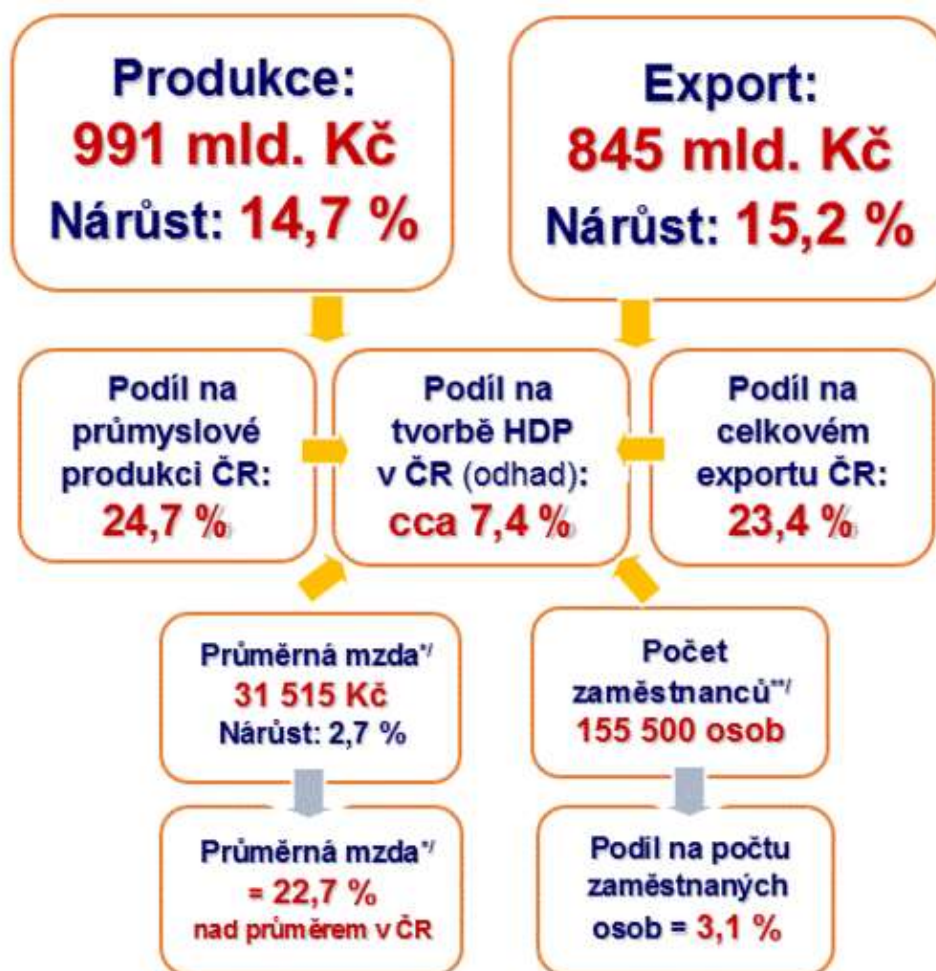 Produkce:
991 mld. Kč
Nárůst: 14,7 %
Export:
845 mld. Kč
Nárůst: 15,2 %
Podíl na
průmyslové
produkci ČR:
24,7 %
Podíl na
tvorbě HDP
v ČR (odhad):
cca 7,4 %
Podíl na
celkovém
exportu ČR:
23,4 %
Průměrná mzda*/
31 515 Kč
Nárůst: 2,7 %
Počet
zaměstnanců**/
155 500 osob
Průměrná mzda*/
= 22,7 %
nad průměrem v ČR
Podíl na počtu
zaměstnaných
osob = 3,1 %